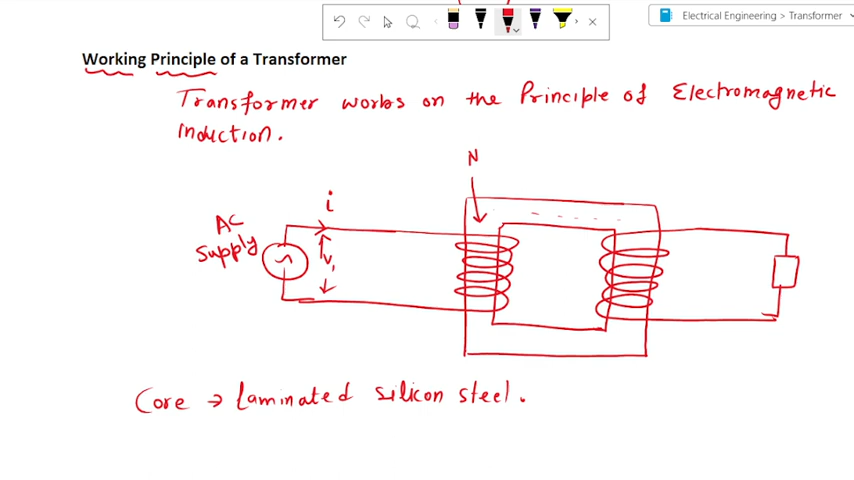 Electrical Engineering > Transformer
Working Principle of a Transformer
Transformer works on the Principle of Electromagnetic
Induction.
N
i
AC
Supply
V1
Core → Laminated silicon steel.